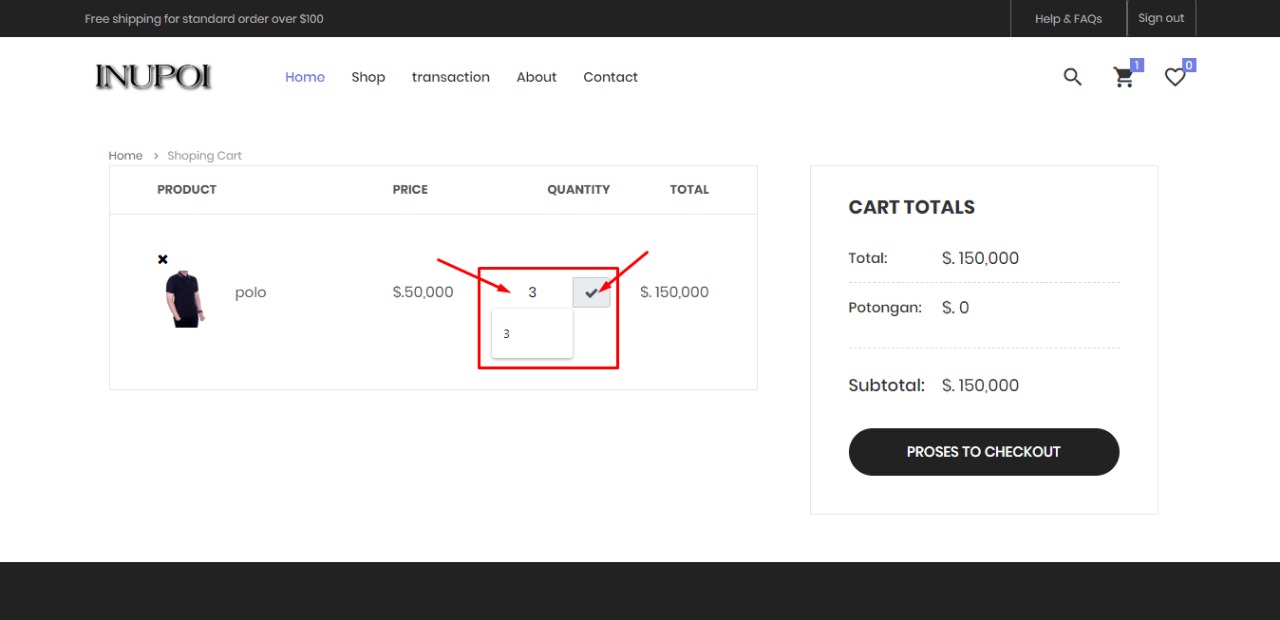 Free shipping for standard order over $100
Help & FAQs
Sign out
INUPOI
Home
Shop
transaction
About
Contact
1
0
Home > Shoping Cart
PRODUCT PRICE QUANTITY TOTAL
polo $.50,000 3 $. 150,000
3
CART TOTALS
Total: $. 150,000
Potongan: $. 0
Subtotal: $. 150,000
PROSES TO CHECKOUT